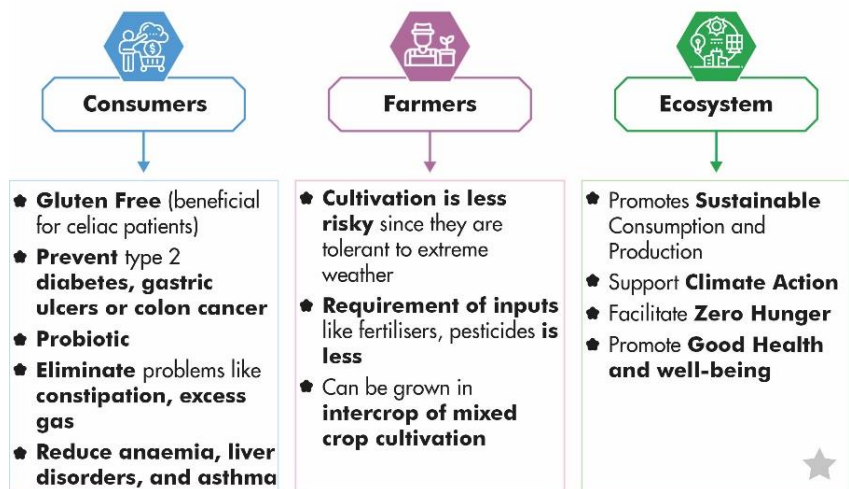 Consumers
Gluten Free (beneficial
for celiac patients)
Prevent type 2
diabetes, gastric
ulcers or colon cancer
Probiotic
Eliminate problems like
constipation, excess
gas
Reduce anaemia, liver
disorders, and asthma
Farmers
Cultivation is less
risky since they are
tolerant to extreme
weather
Requirement of inputs
like fertilisers, pesticides is
less
Can be grown in
intercrop of mixed
crop cultivation
Ecosystem
Promotes Sustainable
Consumption and
Production
Support Climate Action
Facilitate Zero Hunger
Promote Good Health
and well-being